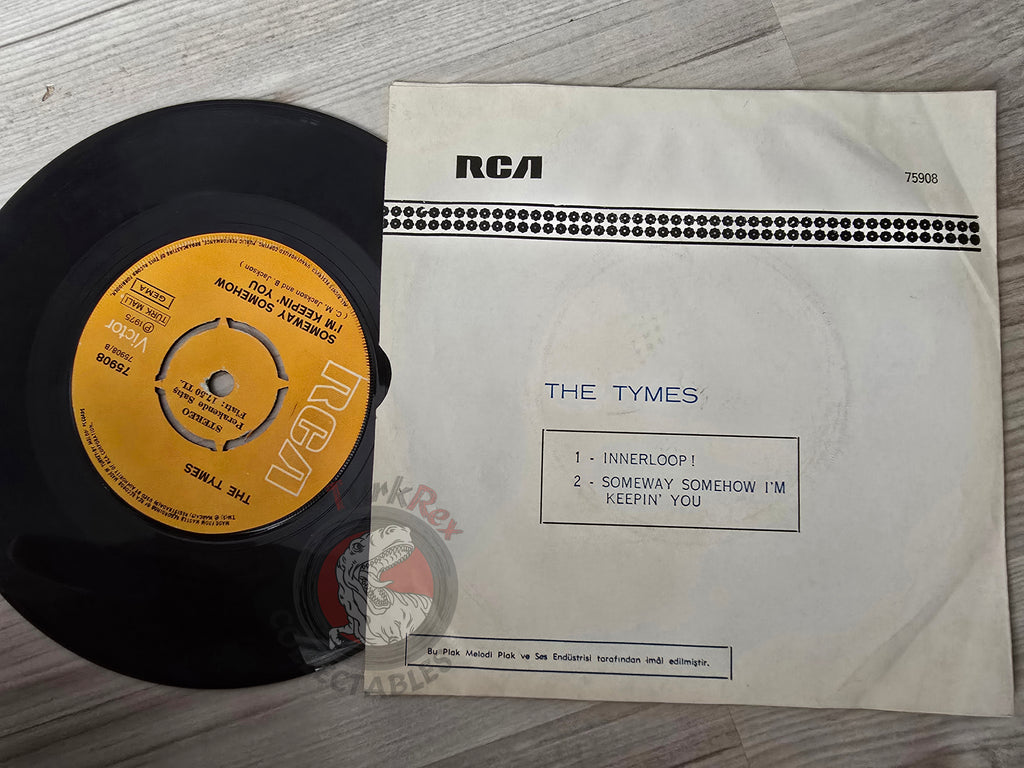 RCA
75908
THE TYMES
1 - INNERLOOP!
2 - SOMEWAY SOMEHOW I'M
KEEPIN' YOU
Bu Plak Melodi Plak ve Ses Endüstrisi tarafından imâl edilmiştir.
RCA
THE TYMES
STEREO
Perakende Satış
Fiatı: 17.50 TL.
75908
75908/B
Victor
℗1975
TÜRK MALI
GEMA
SOMEWAY SOMEHOW
I'M KEEPIN' YOU
( C. M. Jackson and B. Jackson )
TurkRex
COLLECTABLES